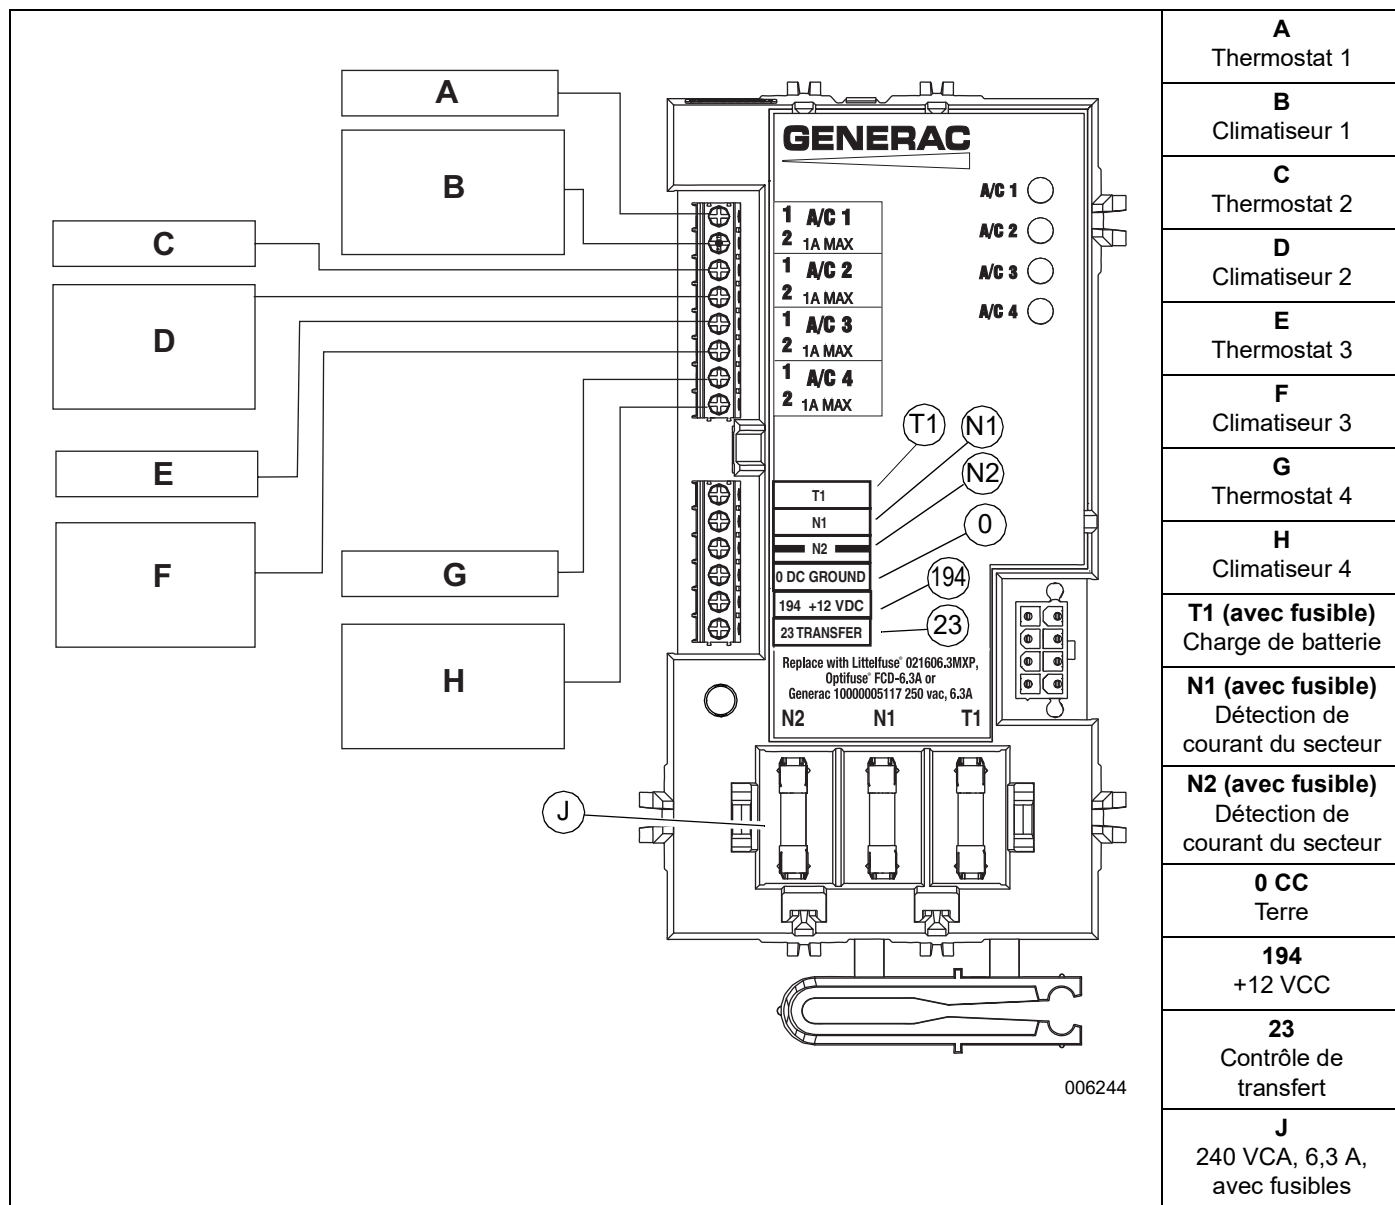 A
B
C
D
E
F
G
H
J
GENERAC
A/C 1
A/C 2
A/C 3
A/C 4
1 A/C 1
2 1A MAX
1 A/C 2
2 1A MAX
1 A/C 3
2 1A MAX
1 A/C 4
2 1A MAX
T1
N1
N2
0
194
23
T1
N1
N2
0 DC GROUND
194 +12 VDC
23 TRANSFER
Replace with Littelfuse® 021606.3MXP,
Optifuse® FCD-6.3A or
Generac 10000005117 250 vac, 6.3A
N2 N1 T1
006244
A
Thermostat 1
B
Climatiseur 1
C
Thermostat 2
D
Climatiseur 2
E
Thermostat 3
F
Climatiseur 3
G
Thermostat 4
H
Climatiseur 4
T1 (avec fusible)
Charge de batterie
N1 (avec fusible)
Détection de
courant du secteur
N2 (avec fusible)
Détection de
courant du secteur
0 CC
Terre
194
+12 VCC
23
Contrôle de
transfert
J
240 VCA, 6,3 A,
avec fusibles